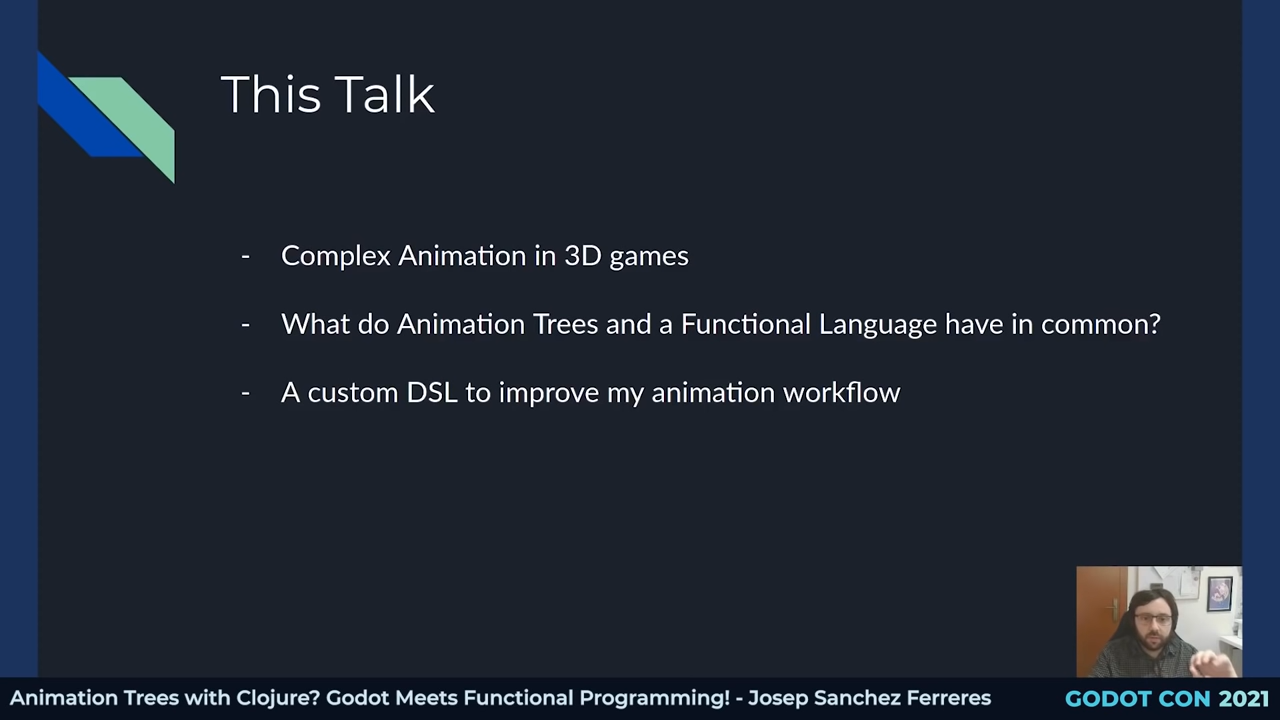 This Talk
- Complex Animation in 3D games
- What do Animation Trees and a Functional Language have in common?
- A custom DSL to improve my animation workflow
Animation Trees with Clojure? Godot Meets Functional Programming! - Josep Sanchez Ferreres
GODOT CON 2021